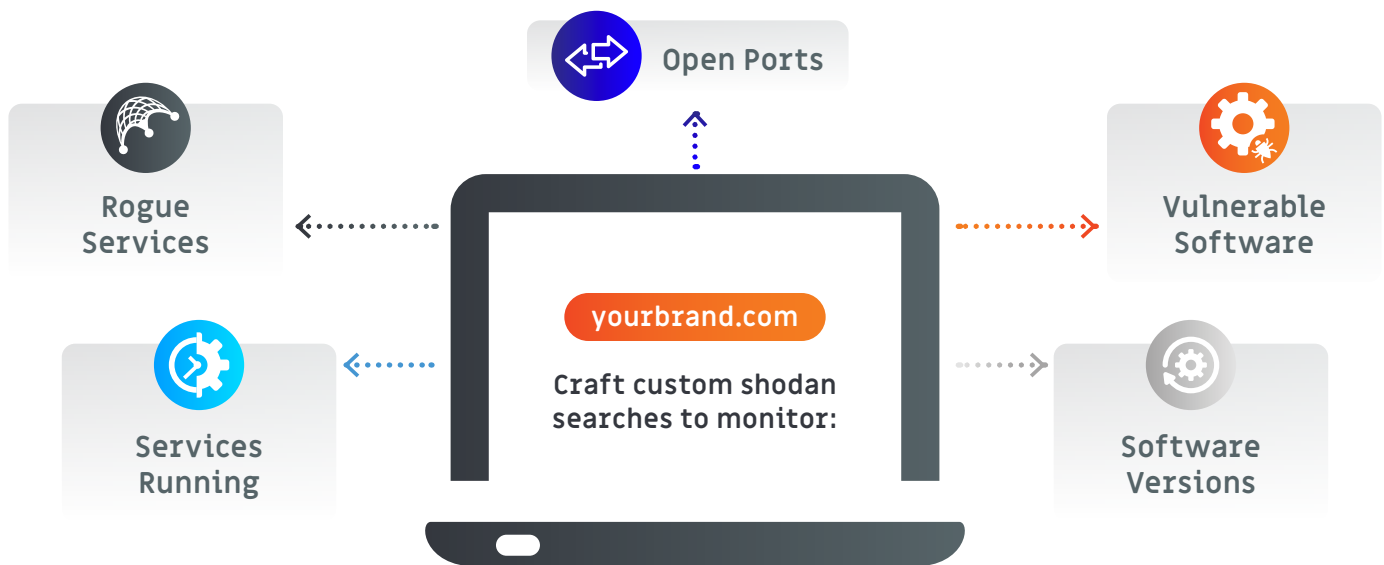 Open Ports
Rogue
Services
Vulnerable
Software
yourbrand.com
Craft custom shodan
searches to monitor:
Services
Running
Software
Versions